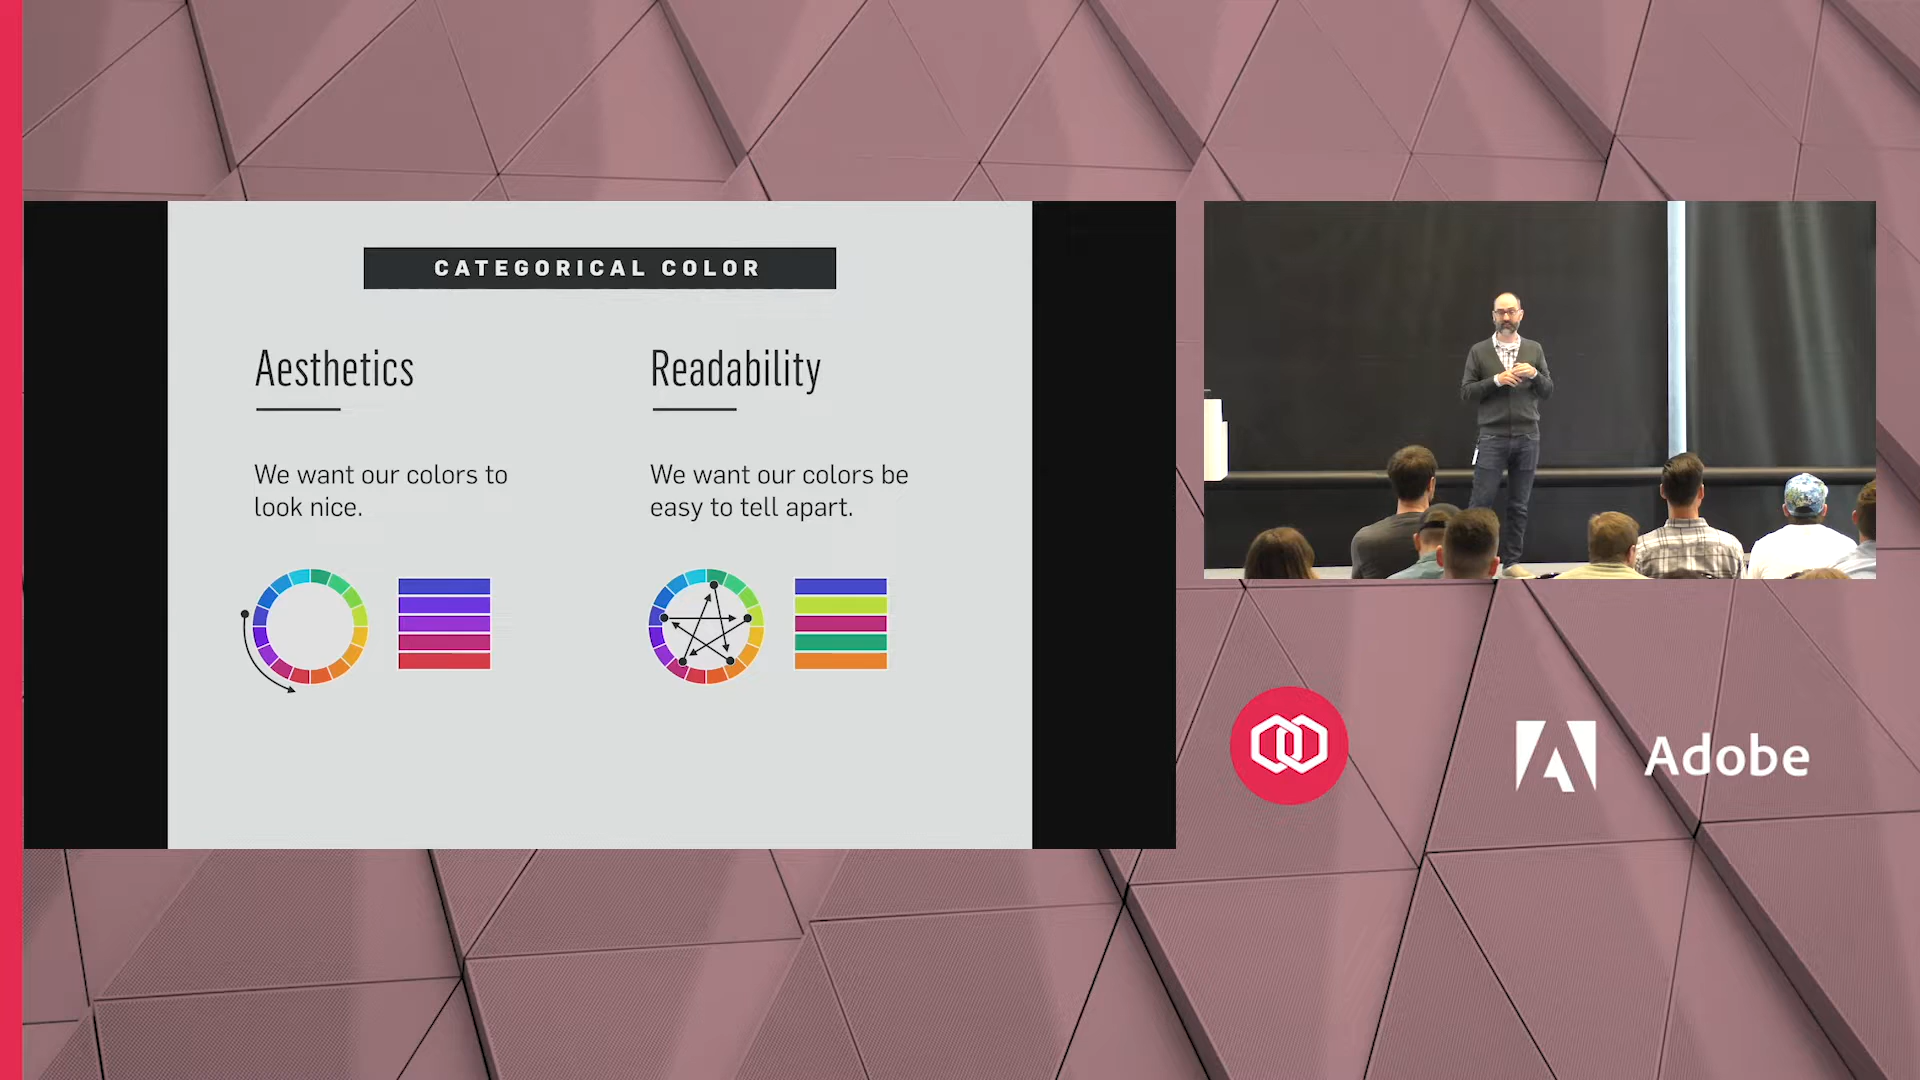 CATEGORICAL COLOR
Aesthetics
We want our colors to
look nice.
Readability
We want our colors be
easy to tell apart.
Adobe